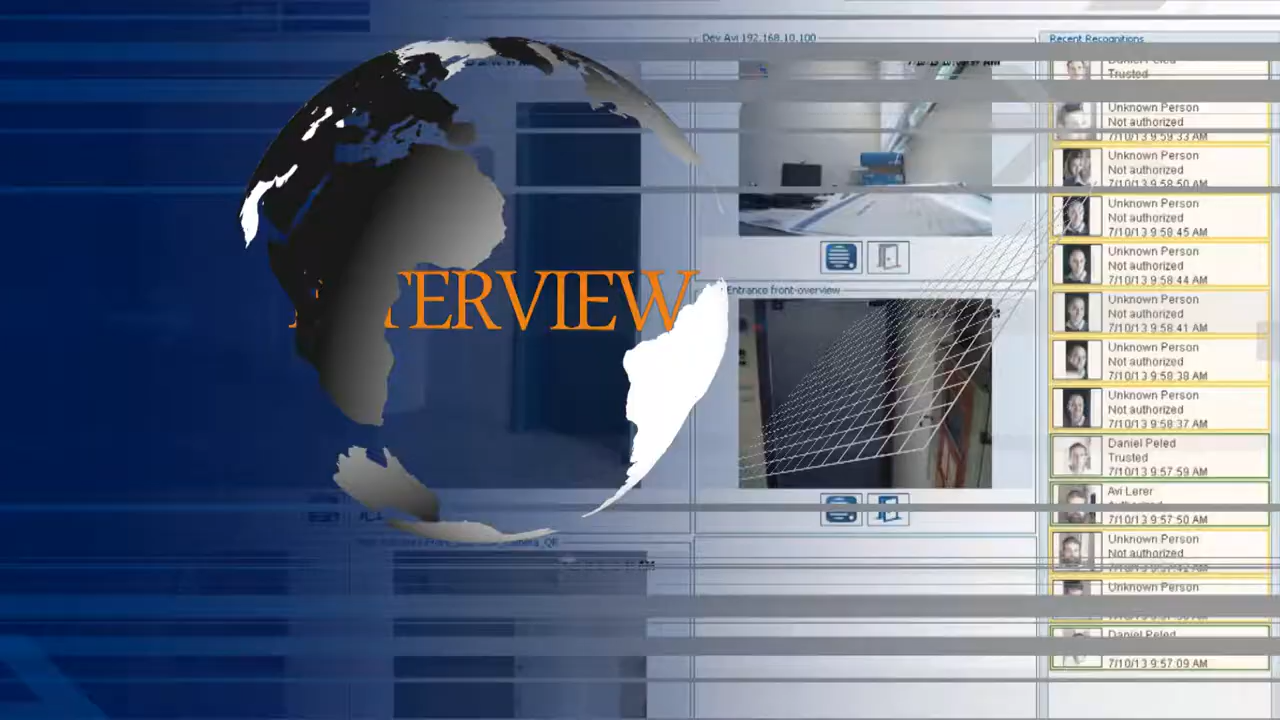 Dev Avi 192.168.10.100
Recent Recognitions
Daniel Peled
Trusted
Unknown Person
Not authorized
7/10/13 9:59:33 AM
Unknown Person
Not authorized
7/10/13 9:58:50 AM
Unknown Person
Not authorized
7/10/13 9:58:45 AM
Unknown Person
Not authorized
7/10/13 9:58:44 AM
TERVIEW
Entrance front-overview
Unknown Person
Not authorized
7/10/13 9:58:41 AM
Unknown Person
Not authorized
7/10/13 9:58:38 AM
Unknown Person
Not authorized
7/10/13 9:58:37 AM
Daniel Peled
Trusted
7/10/13 9:57:59 AM
Avi Lerer
7/10/13 9:57:50 AM
Unknown Person
Not authorized
Unknown Person
Daniel Peled
7/10/13 9:57:09 AM